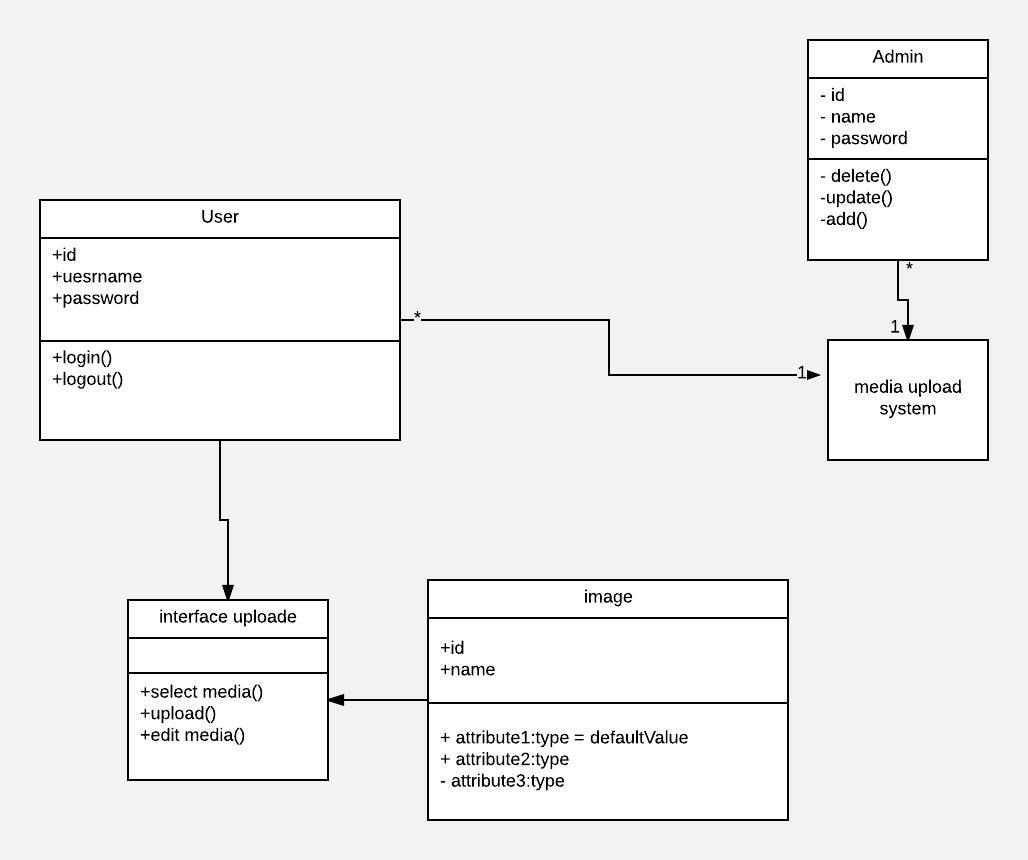 Admin
- id
- name
- password
- delete()
-update()
-add()
*
1
media upload
system
User
+id
+uesrname
+password
+login()
+logout()
*
1
interface uploade
+select media()
+upload()
+edit media()
image
+id
+name
+ attribute1:type = defaultValue
+ attribute2:type
- attribute3:type